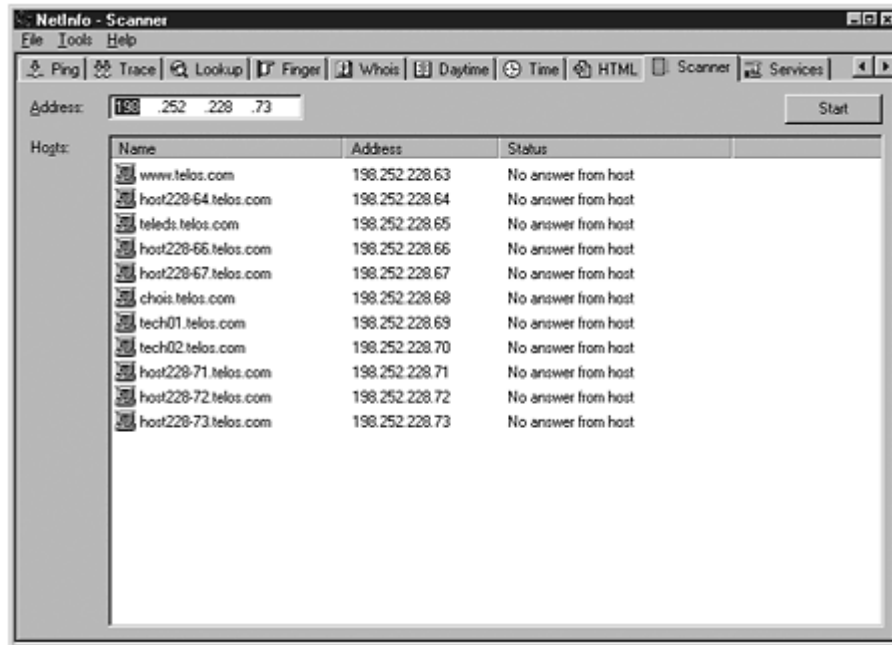 NetInfo - Scanner
File Tools Help
Ping Trace Lookup Finger Whois Daytime Time HTML Scanner Services
Address: 198 .252 .228 .73 Start
Hosts: Name Address Status
www.telos.com 198.252.228.63 No answer from host
host228-64.telos.com 198.252.228.64 No answer from host
teleds.telos.com 198.252.228.65 No answer from host
host228-66.telos.com 198.252.228.66 No answer from host
host228-67.telos.com 198.252.228.67 No answer from host
chois.telos.com 198.252.228.68 No answer from host
tech01.telos.com 198.252.228.69 No answer from host
tech02.telos.com 198.252.228.70 No answer from host
host228-71.telos.com 198.252.228.71 No answer from host
host228-72.telos.com 198.252.228.72 No answer from host
host228-73.telos.com 198.252.228.73 No answer from host